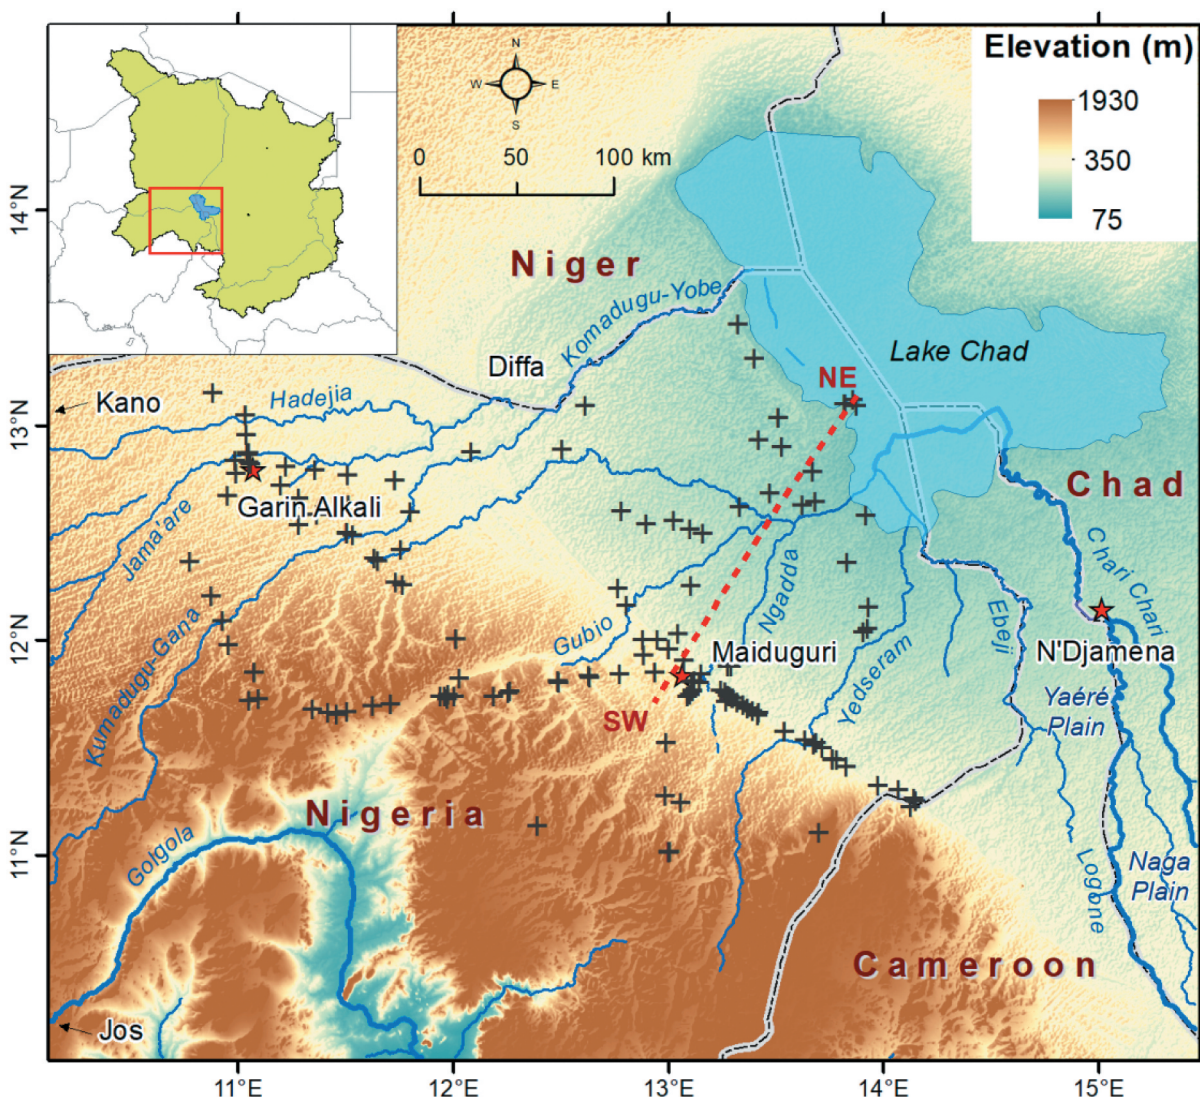 N
W E
S
0 50 100 km
Elevation (m)
1930
350
75
14°N
13°N
12°N
11°N
Niger
Komadugu-Yobe
Lake Chad
Diffa
NE
Kano
Hadejia
Chad
Garin Alkali
Jama'are
Chari Chari
Ngadda
Ebeji
Gubio
Maiduguri
N'Djamena
Kumadugu-Gana
Yedseram
Yaéré
Plain
SW
Nigeria
Golgola
Logone
Naga
Plain
Cameroon
Jos
11°E 12°E 13°E 14°E 15°E